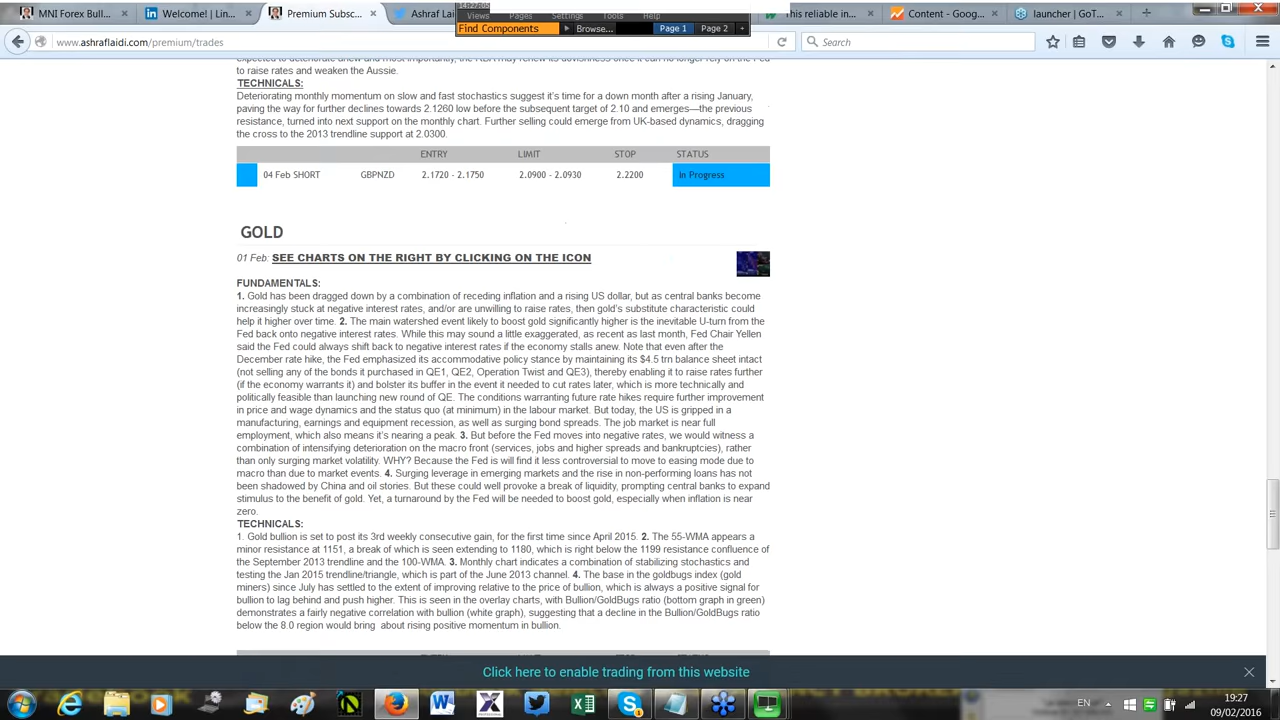 14:27:05
MNI Forex Bull...
Welcome! | ...
Premium Subsc...
Ashraf Laidi ...
This reliable in...
Content - Goog...
launcher | GoT...
Views Pages Settings Tools Help
Find Components
Browse...
Page 1
Page 2
www.ashraflaidi.com/premium/trades
Search
to raise rates and weaken the Aussie.
TECHNICALS:
Deteriorating monthly momentum on slow and fast stochastics suggest it's time for a down month after a rising January,
paving the way for further declines towards 2.1260 low before the subsequent target of 2.10 and emerges—the previous
resistance, turned into next support on the monthly chart. Further selling could emerge from UK-based dynamics, dragging
the cross to the 2013 trendline support at 2.0300.
ENTRY LIMIT STOP STATUS
04 Feb SHORT GBPNZD 2.1720 - 2.1750 2.0900 - 2.0930 2.2200 In Progress
GOLD
01 Feb: SEE CHARTS ON THE RIGHT BY CLICKING ON THE ICON
FUNDAMENTALS:
1. Gold has been dragged down by a combination of receding inflation and a rising US dollar, but as central banks become
increasingly stuck at negative interest rates, and/or are unwilling to raise rates, then gold's substitute characteristic could
help it higher over time. 2. The main watershed event likely to boost gold significantly higher is the inevitable U-turn from the
Fed back onto negative interest rates. While this may sound a little exaggerated, as recent as last month, Fed Chair Yellen
said the Fed could always shift back to negative interest rates if the economy stalls anew. Note that even after the
December rate hike, the Fed emphasized its accommodative policy stance by maintaining its $4.5 trn balance sheet intact
(not selling any of the bonds it purchased in QE1, QE2, Operation Twist and QE3), thereby enabling it to raise rates further
(if the economy warrants it) and bolster its buffer in the event it needed to cut rates later, which is more technically and
politically feasible than launching new round of QE. The conditions warranting future rate hikes require further improvement
in price and wage dynamics and the status quo (at minimum) in the labour market. But today, the US is gripped in a
manufacturing, earnings and equipment recession, as well as surging bond spreads. The job market is near full
employment, which also means it's nearing a peak. 3. But before the Fed moves into negative rates, we would witness a
combination of intensifying deterioration on the macro front (services, jobs and higher spreads and bankruptcies), rather
than only surging market volatility. WHY? Because the Fed is will find it less controversial to move to easing mode due to
macro than due to market events. 4. Surging leverage in emerging markets and the rise in non-performing loans has not
been shadowed by China and oil stories. But these could well provoke a break of liquidity, prompting central banks to expand
stimulus to the benefit of gold. Yet, a turnaround by the Fed will be needed to boost gold, especially when inflation is near
zero.
TECHNICALS:
1. Gold bullion is set to post its 3rd weekly consecutive gain, for the first time since April 2015. 2. The 55-WMA appears a
minor resistance at 1151, a break of which is seen extending to 1180, which is right below the 1199 resistance confluence of
the September 2013 trendline and the 100-WMA. 3. Monthly chart indicates a combination of stabilizing stochastics and
testing the Jan 2015 trendline/triangle, which is part of the June 2013 channel. 4. The base in the goldbugs index (gold
miners) since July has settled to the extent of improving relative to the price of bullion, which is always a positive signal for
bullion to lag behind and push higher. This is seen in the overlay charts, with Bullion/GoldBugs ratio (bottom graph in green)
demonstrates a fairly negative correlation with bullion (white graph), suggesting that a decline in the Bullion/GoldBugs ratio
below the 8.0 region would bring about rising positive momentum in bullion.
Click here to enable trading from this website
EN
19:27
09/02/2016